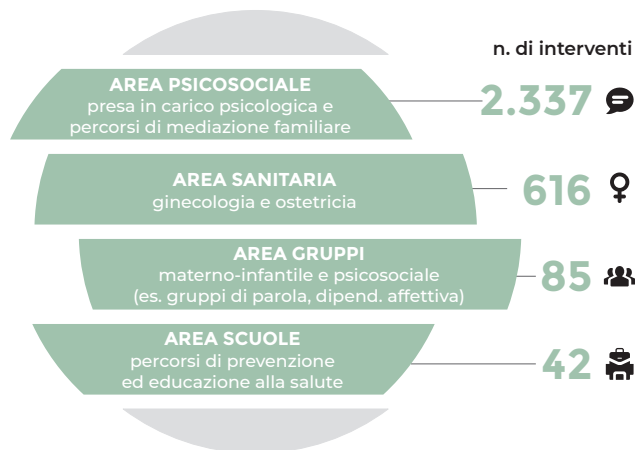 n. di interventi
AREA PSICOSOCIALE
presa in carico psicologica e
percorsi di mediazione familiare
2.337
AREA SANITARIA
ginecologia e ostetricia
616
AREA GRUPPI
materno-infantile e psicosociale
(es. gruppi di parola, dipend. affettiva)
85
AREA SCUOLE
percorsi di prevenzione
ed educazione alla salute
42